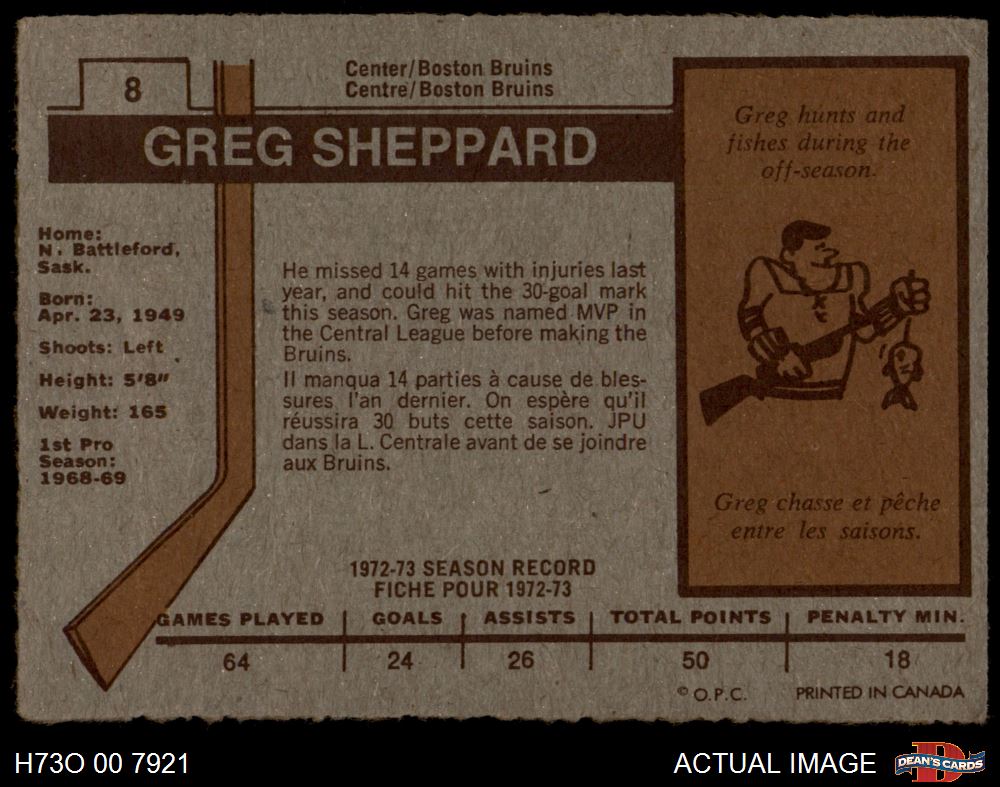 8
Center/Boston Bruins
Centre/Boston Bruins
GREG SHEPPARD
Home:
N. Battleford,
Sask.
Born:
Apr. 23, 1949
Shoots: Left
Height: 5'8"
Weight: 165
1st Pro
Season:
1968-69
He missed 14 games with injuries last
year, and could hit the 30-goal mark
this season. Greg was named MVP in
the Central League before making the
Bruins.
Il manqua 14 parties à cause de bles-
sures l'an dernier. On espère qu'il
réussira 30 buts cette saison. JPU
dans la L. Centrale avant de se joindre
aux Bruins.
Greg hunts and
fishes during the
off-season.
Greg chasse et pêche
entre les saisons.
1972-73 SEASON RECORD
FICHE POUR 1972-73
GAMES PLAYED GOALS ASSISTS TOTAL POINTS PENALTY MIN.
64 24 26 50 18
© O.P.C. PRINTED IN CANADA
H73O 00 7921 ACTUAL IMAGE D DEAN'S CARDS